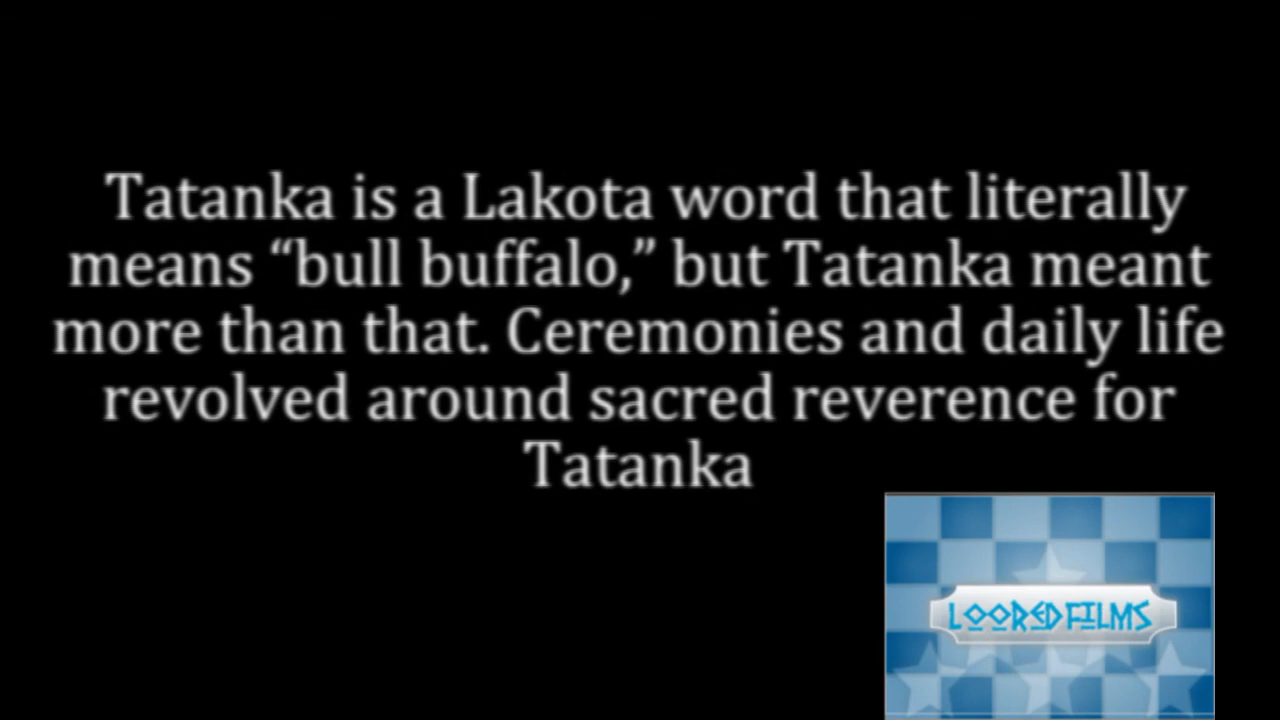 Tatanka is a Lakota word that literally
means “bull buffalo,” but Tatanka meant
more than that. Ceremonies and daily life
revolved around sacred reverence for
Tatanka
LOOREDFILMS